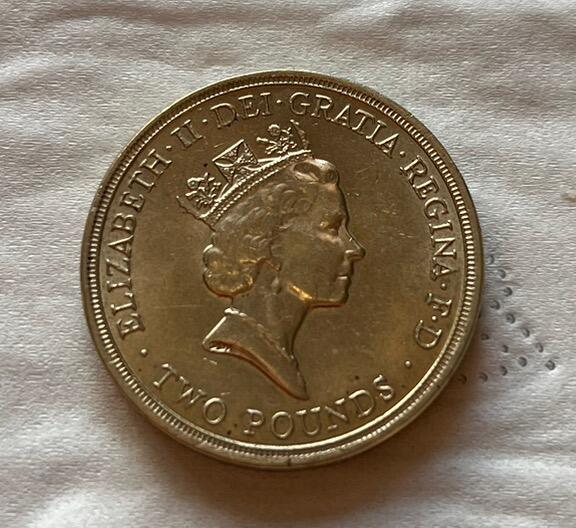 ELIZABETH · II · DEI · GRATIA · REGINA · F · D ·
TWO POUNDS ·